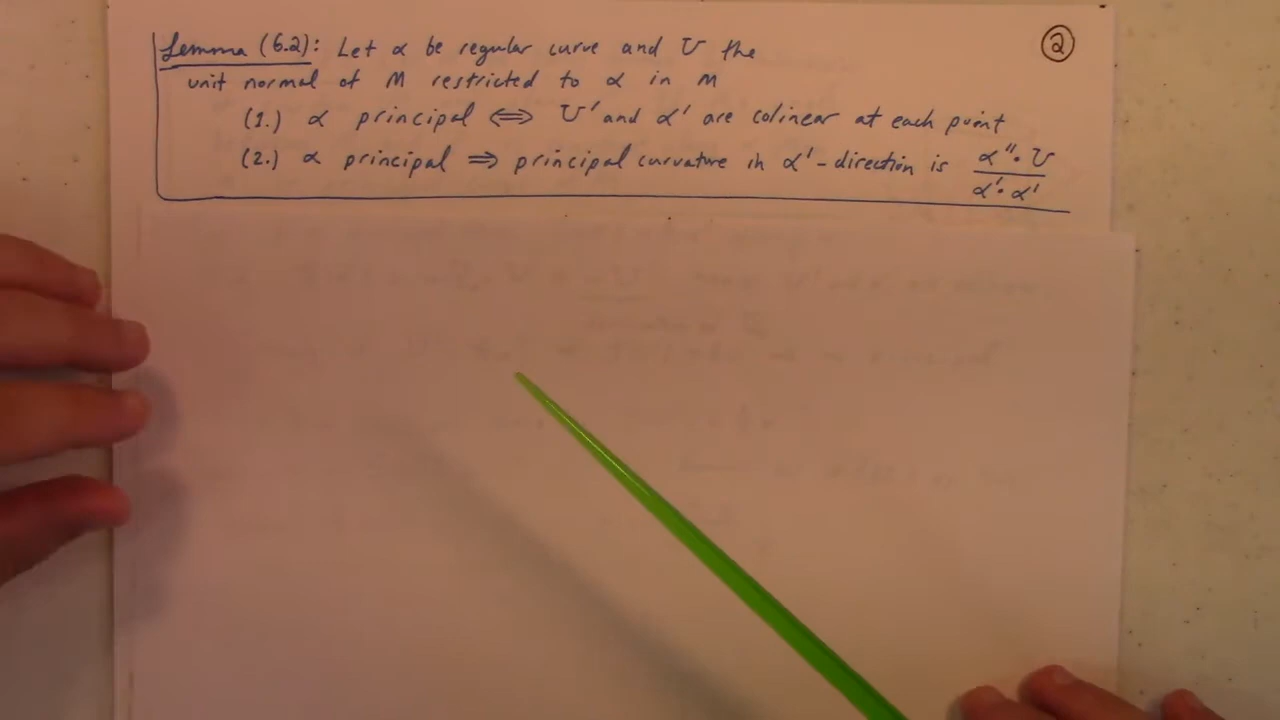 Lemma (6.2): Let α be regular curve and U the
unit normal of M restricted to α in M
(1.) α principal ⇔ U' and α' are colinear at each point
(2.) α principal ⇒ principal curvature in α'-direction is α''·U / α'·α'
②